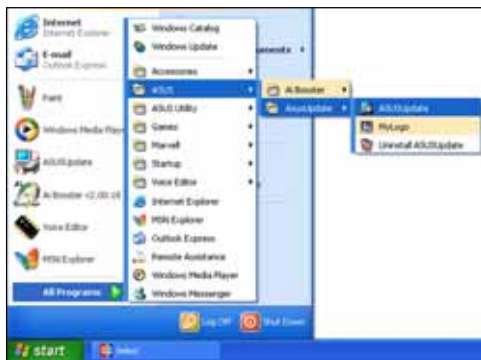 Internet
Internet Explorer
E-mail
Outlook Express
Paint
Windows Media Play
ASUSUpdate
Ai Booster v2.00.16
Voice Editor
MSN Explorer
All Programs
Windows Catalog
Windows Update
Accessories
ASUS
ASUS Utility
Games
Marvell
Startup
Voice Editor
Internet Explorer
MSN Explorer
Outlook Express
Remote Assistance
Windows Media Player
Windows Messenger
uments
Ai Booster
AsusUpdate
ASUSUpdate
MyLogo
Uninstall ASUSUpdate
Log Off
Shut Down
start